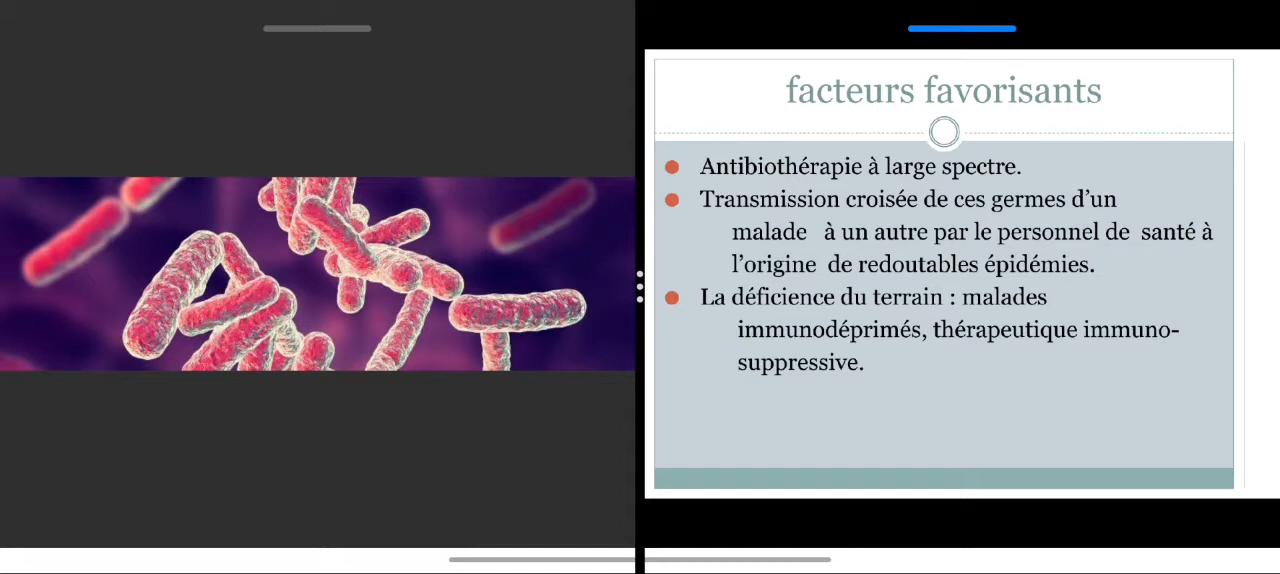 facteurs favorisants
Antibiothérapie à large spectre.
Transmission croisée de ces germes d’un
malade à un autre par le personnel de santé à
l’origine de redoutables épidémies.
La déficience du terrain : malades
immunodéprimés, thérapeutique immuno-
suppressive.